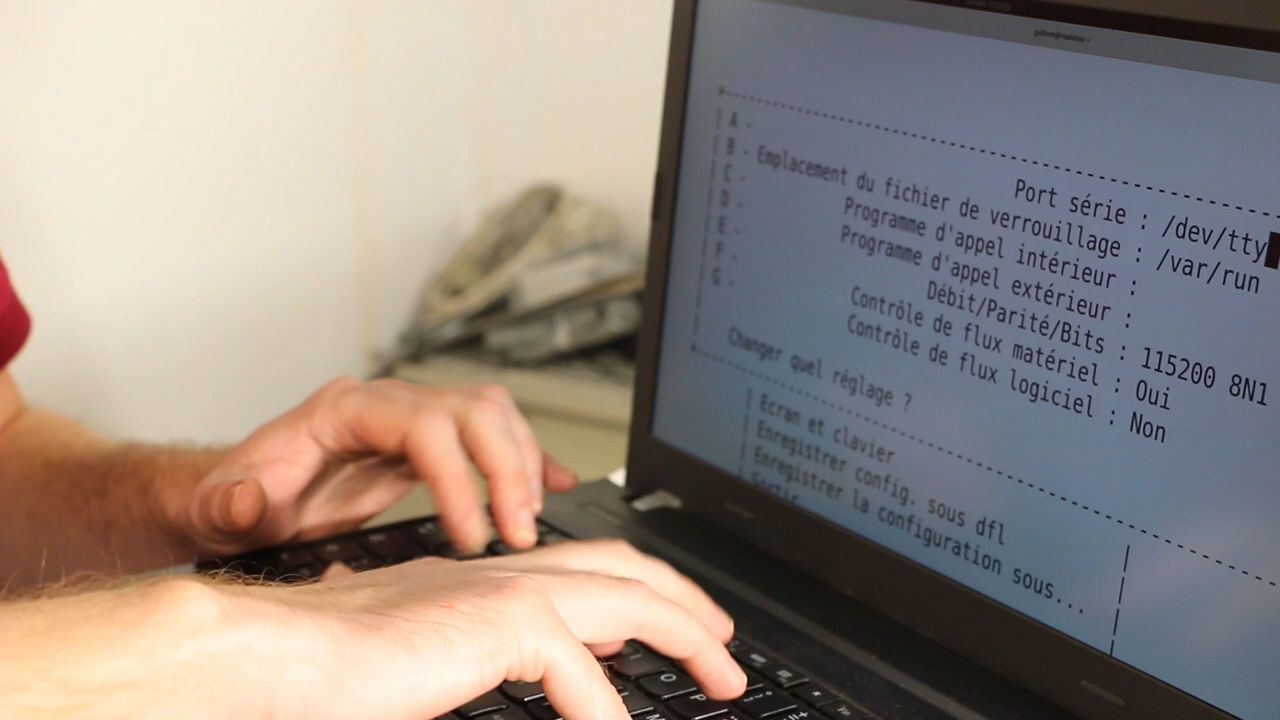 A - Port série : /dev/tty
B - Emplacement du fichier de verrouillage : /var/run
C - Programme d'appel intérieur :
D - Programme d'appel extérieur :
E - Débit/Parité/Bits : 115200 8N1
F - Contrôle de flux matériel : Oui
G - Contrôle de flux logiciel : Non
Changer quel réglage ?
Ecran et clavier
Enregistrer config. sous dfl
Enregistrer la configuration sous...
Sortir
O
P
M